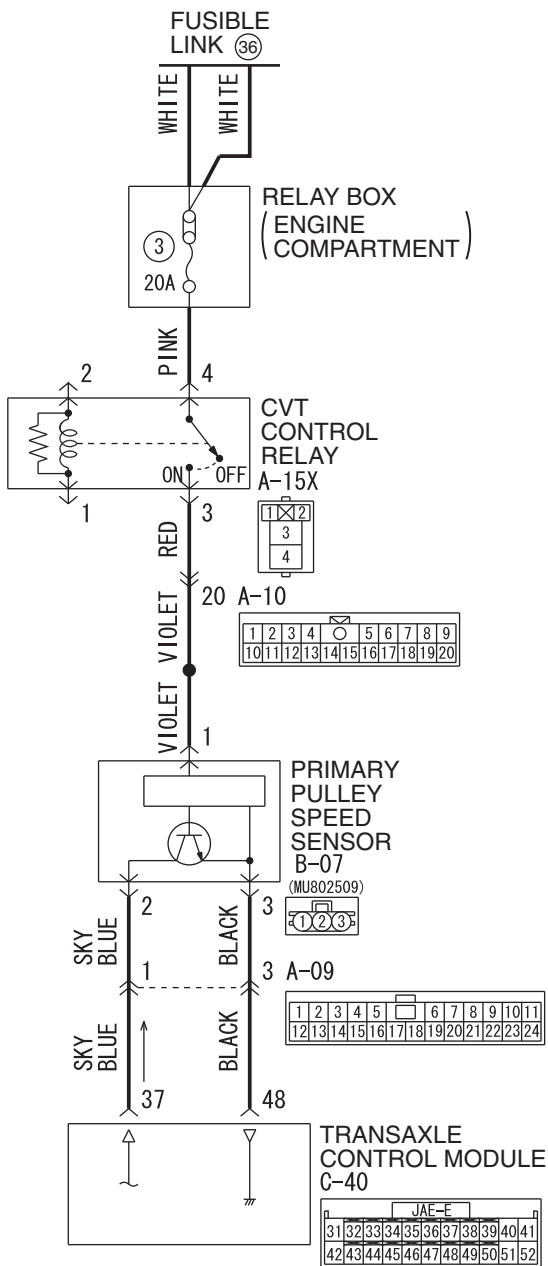 FUSIBLE
LINK 36
WHITE WHITE
RELAY BOX
(ENGINE
COMPARTMENT)
3
20A
PINK
2 4
CVT
CONTROL
RELAY
ON OFF
A-15X
1 3
1 2
3
4
RED
20 A-10
VIOLET
1 2 3 4 5 6 7 8 9
10 11 12 13 14 15 16 17 18 19 20
VIOLET
1
PRIMARY
PULLEY
SPEED
SENSOR
B-07
(MU802509)
2 3
1 2 3
SKY
BLUE
BLACK
1 3 A-09
1 2 3 4 5 6 7 8 9 10 11
12 13 14 15 16 17 18 19 20 21 22 23 24
SKY
BLUE
BLACK
37 48
TRANSAXLE
CONTROL MODULE
C-40
JAE-E
31 32 33 34 35 36 37 38 39 40 41
42 43 44 45 46 47 48 49 50 51 52